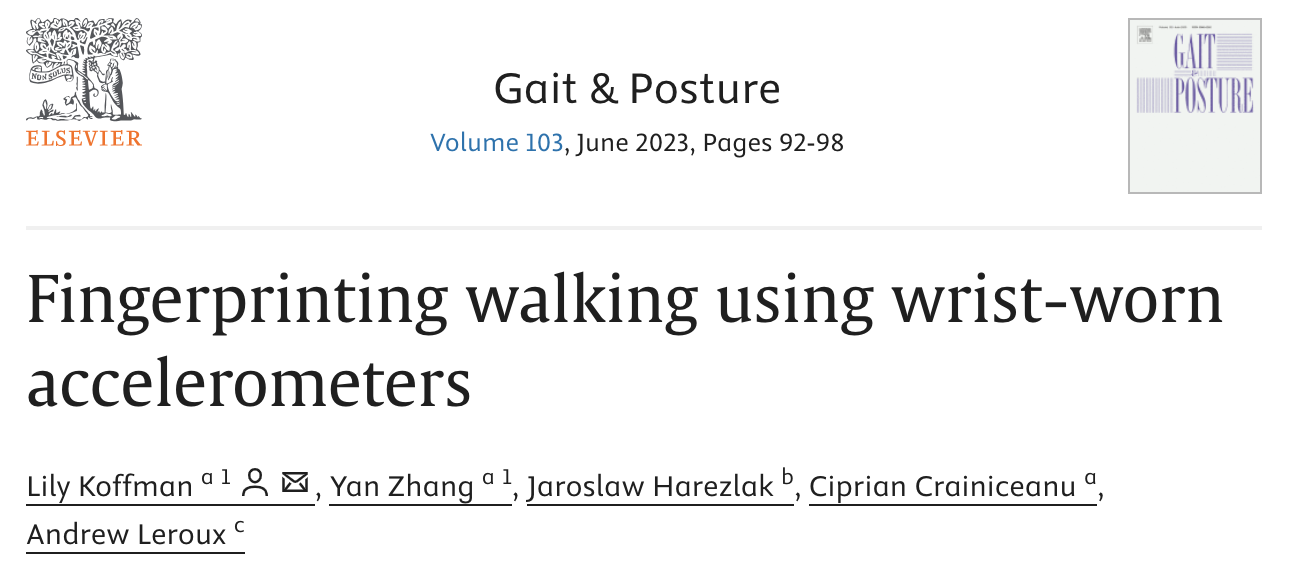 NON SOLUS
ELSEVIER
Gait & Posture
Volume 103, June 2023, Pages 92-98
GAIT
POSTURE
Fingerprinting walking using wrist-worn
accelerometers
Lily Koffman a 1, Yan Zhang a 1, Jaroslaw Harezlak b, Ciprian Crainiceanu a,
Andrew Leroux c